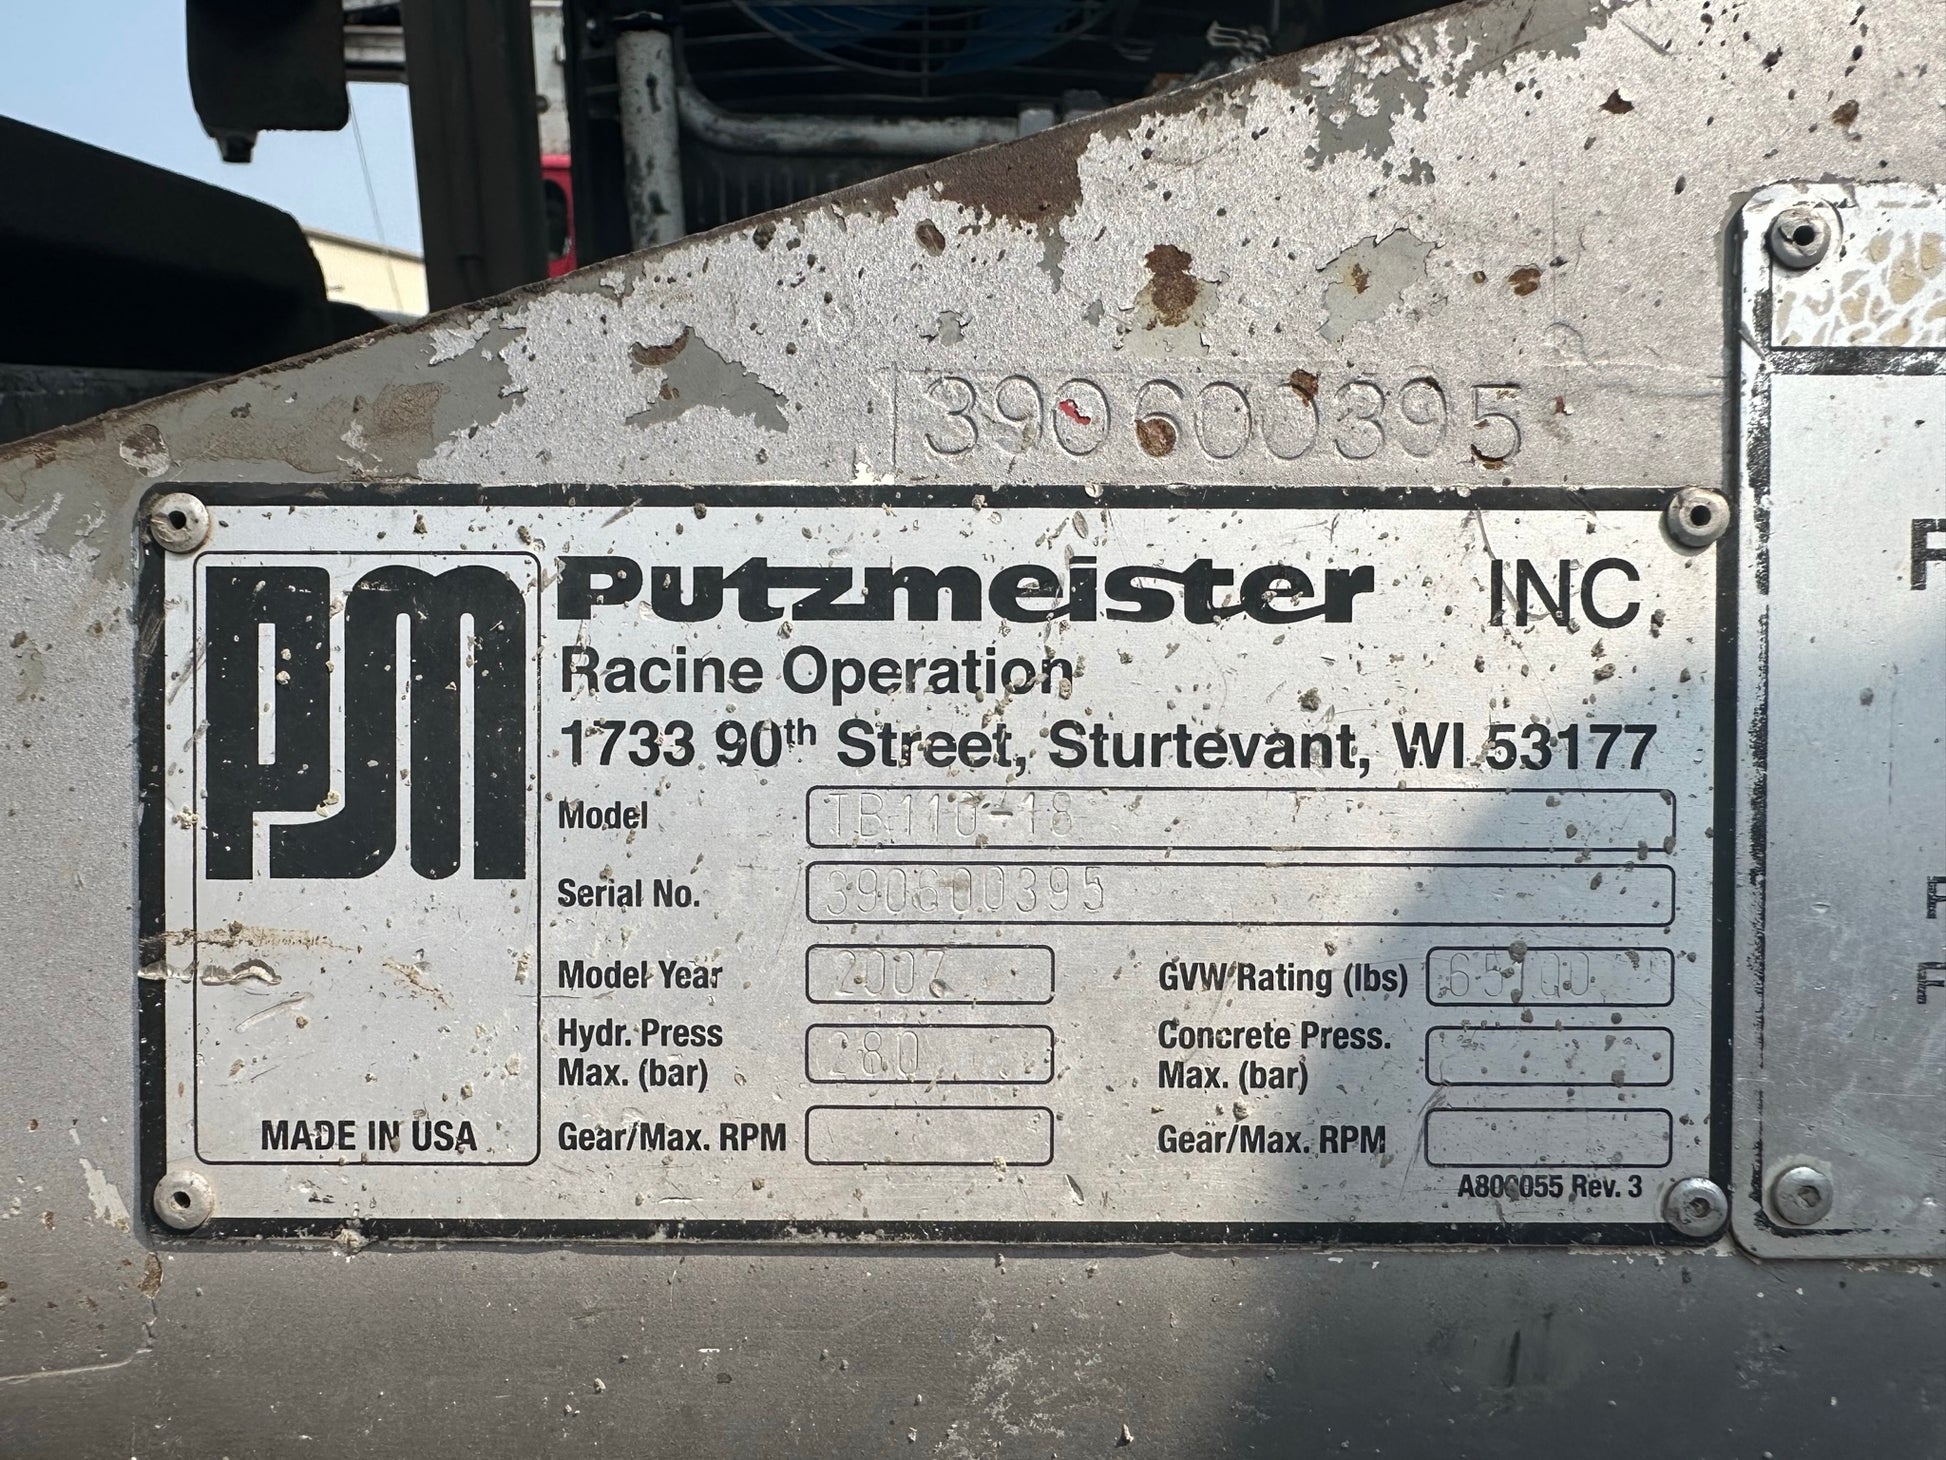 390600395
PM
Putzmeister INC
Racine Operation
1733 90th Street, Sturtevant, WI 53177
Model TB110-18
Serial No. 390600395
Model Year 2007 GVW Rating (lbs) 65100
Hydr. Press Max. (bar) 280 Concrete Press. Max. (bar)
Gear/Max. RPM Gear/Max. RPM
MADE IN USA
A806055 Rev. 3